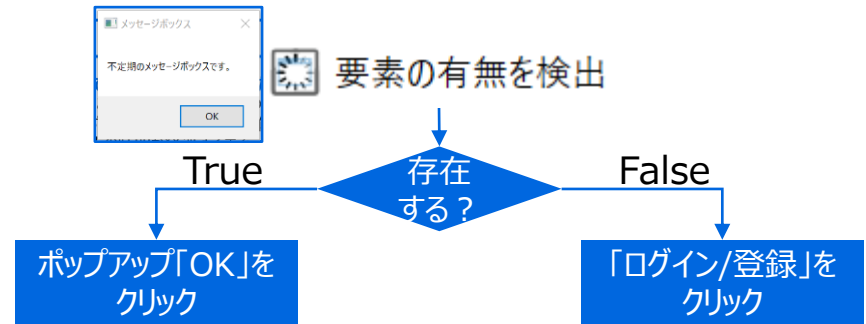 メッセージボックス
不定期のメッセージボックスです。
OK
要素の有無を検出
True
存在
する？
False
ポップアップ「OK」を
クリック
「ログイン/登録」を
クリック